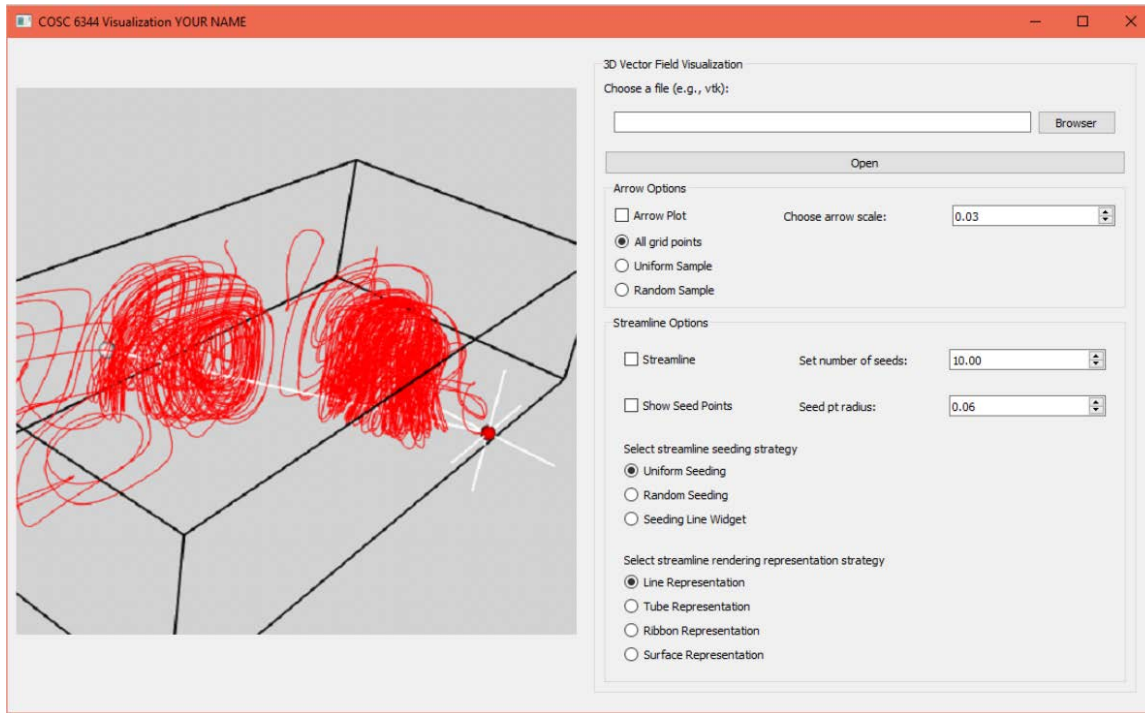 COSC 6344 Visualization YOUR NAME
3D Vector Field Visualization
Choose a file (e.g., vtk):
Browser
Open
Arrow Options
Arrow Plot Choose arrow scale: 0.03
All grid points
Uniform Sample
Random Sample
Streamline Options
Streamline Set number of seeds: 10.00
Show Seed Points Seed pt radius: 0.06
Select streamline seeding strategy
Uniform Seeding
Random Seeding
Seeding Line Widget
Select streamline rendering representation strategy
Line Representation
Tube Representation
Ribbon Representation
Surface Representation